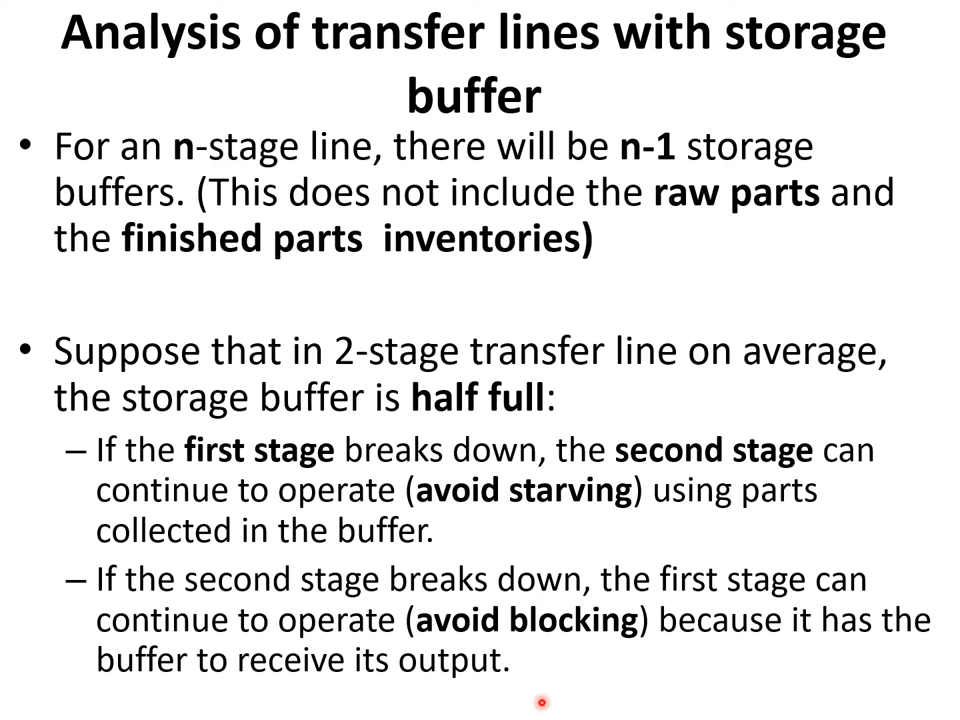 Analysis of transfer lines with storage
buffer
• For an n-stage line, there will be n-1 storage
buffers. (This does not include the raw parts and
the finished parts  inventories)
• Suppose that in 2-stage transfer line on average,
the storage buffer is half full:
– If the first stage breaks down, the second stage can
continue to operate (avoid starving) using parts
collected in the buffer.
– If the second stage breaks down, the first stage can
continue to operate (avoid blocking) because it has the
buffer to receive its output.